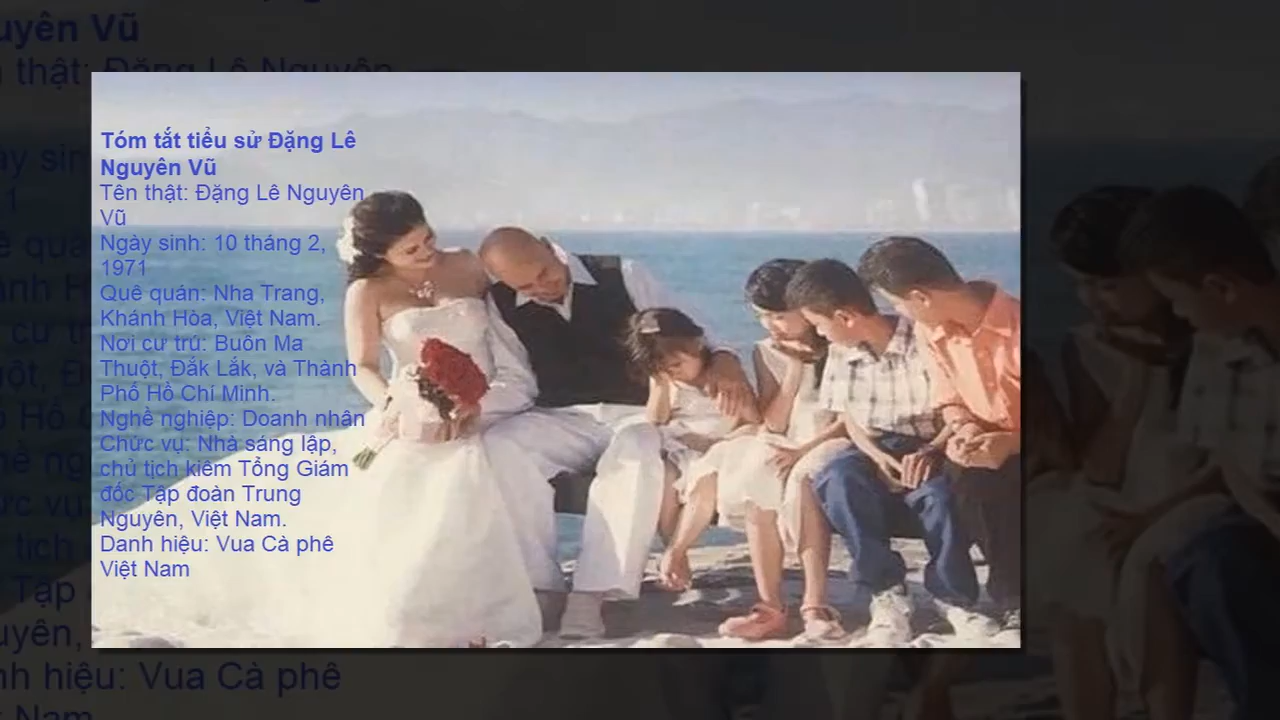 Tóm tắt tiểu sử Đặng Lê
Nguyên Vũ
Tên thật: Đặng Lê Nguyên
Vũ
Ngày sinh: 10 tháng 2,
1971
Quê quán: Nha Trang,
Khánh Hòa, Việt Nam.
Nơi cư trú: Buôn Ma
Thuột, Đắk Lắk, và Thành
Phố Hồ Chí Minh.
Nghề nghiệp: Doanh nhân
Chức vụ: Nhà sáng lập,
chủ tịch kiêm Tổng Giám
đốc Tập đoàn Trung
Nguyên, Việt Nam.
Danh hiệu: Vua Cà phê
Việt Nam